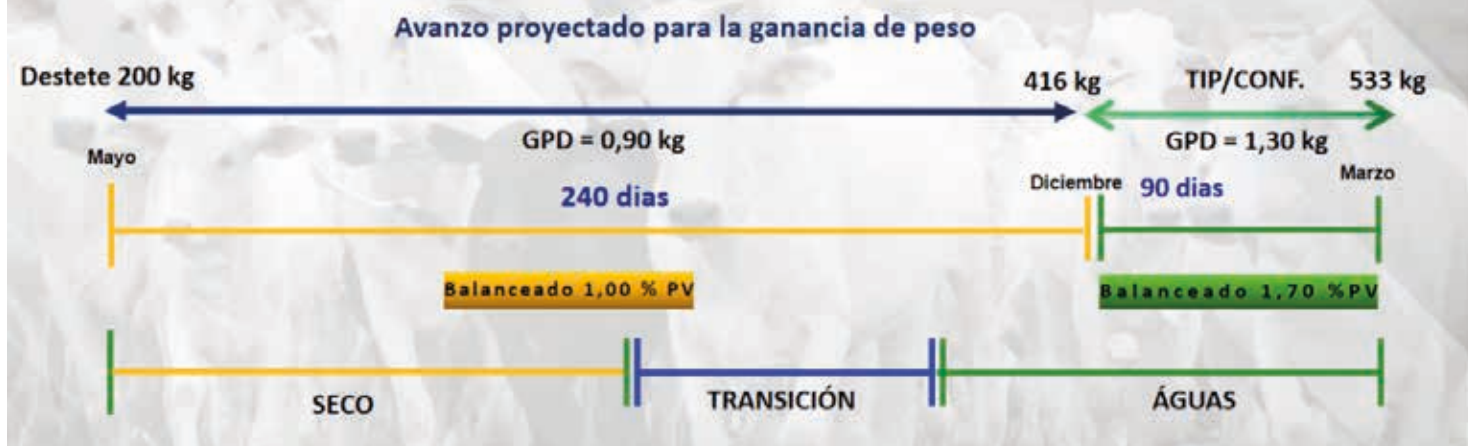 Avanzo proyectado para la ganancia de peso
Destete 200 kg
416 kg
TIP/CONF.
533 kg
GPD = 0,90 kg
GPD = 1,30 kg
Mayo
Diciembre
Marzo
240 dias
90 dias
Balanceado 1,00 % PV
Balanceado 1,70 %PV
SECO
TRANSICIÓN
ÁGUAS